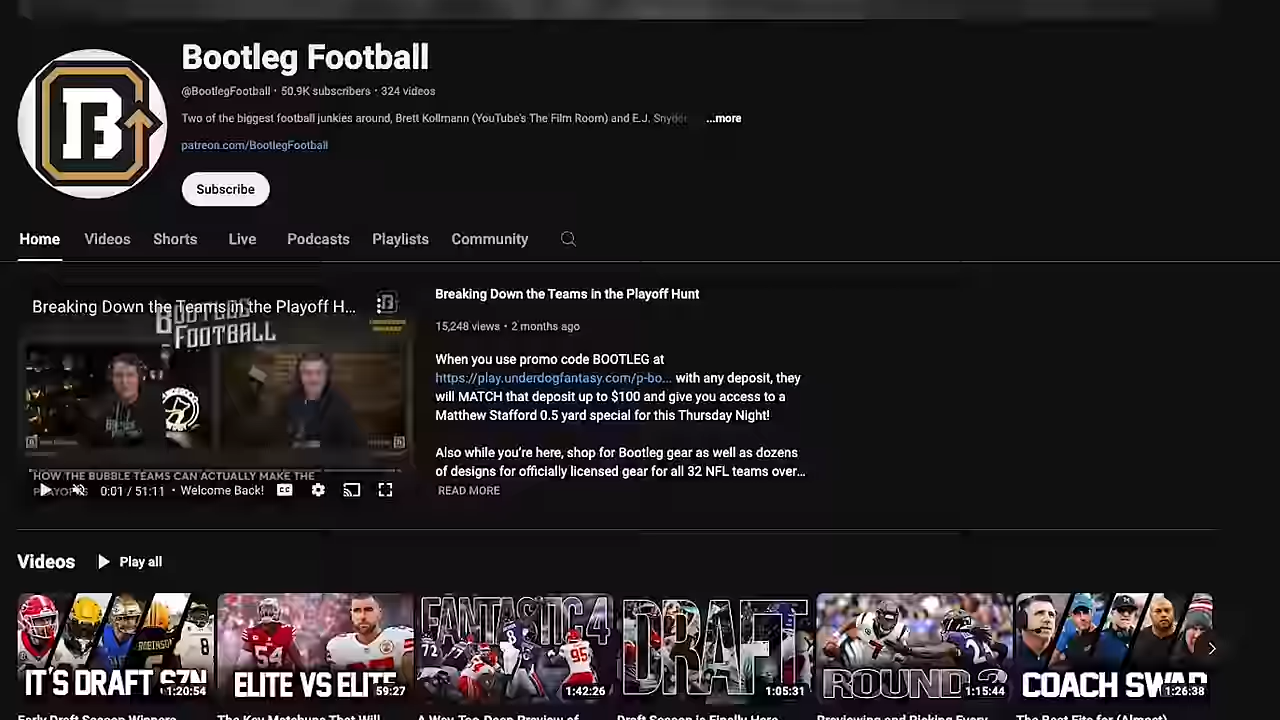 Bootleg Football
@BootlegFootball · 50.9K subscribers · 324 videos
Two of the biggest football junkies around, Brett Kollmann (YouTube's The Film Room) and E.J. Snyder ...more
patreon.com/BootlegFootball
Subscribe
Home Videos Shorts Live Podcasts Playlists Community
Breaking Down the Teams in the Playoff H...
BOOTLEG
FOOTBALL
HOW THE BUBBLE TEAMS CAN ACTUALLY MAKE THE
PLAYOFFS
0:01 / 51:11 · Welcome Back!
CC
Breaking Down the Teams in the Playoff Hunt
15,248 views · 2 months ago
When you use promo code BOOTLEG at
https://play.underdogfantasy.com/p-bo... with any deposit, they
will MATCH that deposit up to $100 and give you access to a
Matthew Stafford 0.5 yard special for this Thursday Night!
Also while you're here, shop for Bootleg gear as well as dozens
of designs for officially licensed gear for all 32 NFL teams over...
READ MORE
Videos Play all
IT'S DRAFT SZN
1:20:54
ELITE VS ELITE
59:27
FANTASTIC 4
1:42:26
DRAFT
1:05:31
ROUND 2
1:15:44
COACH SWAP
1:26:38
Early Draft Season Winners
The Key Matchups That Will
A Way-Too-Deep Preview of
Draft Season is Finally Here
Previewing and Picking Every
The Best Fits for (Almost)